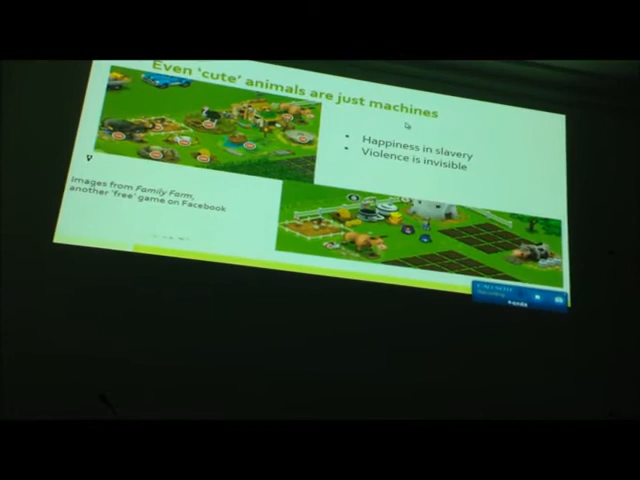 Even ‘cute’ animals are just machines
• Happiness in slavery
• Violence is invisible
Images from Family Farm,
another ‘free’ game on Facebook